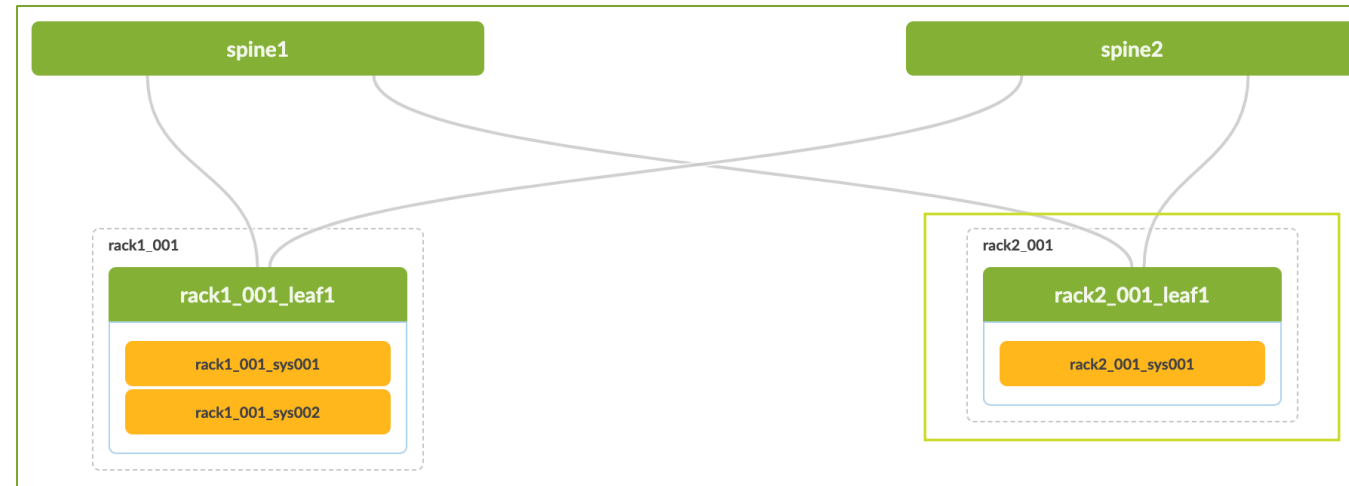 spine1
spine2
rack1_001
rack1_001_leaf1
rack1_001_sys001
rack1_001_sys002
rack2_001
rack2_001_leaf1
rack2_001_sys001